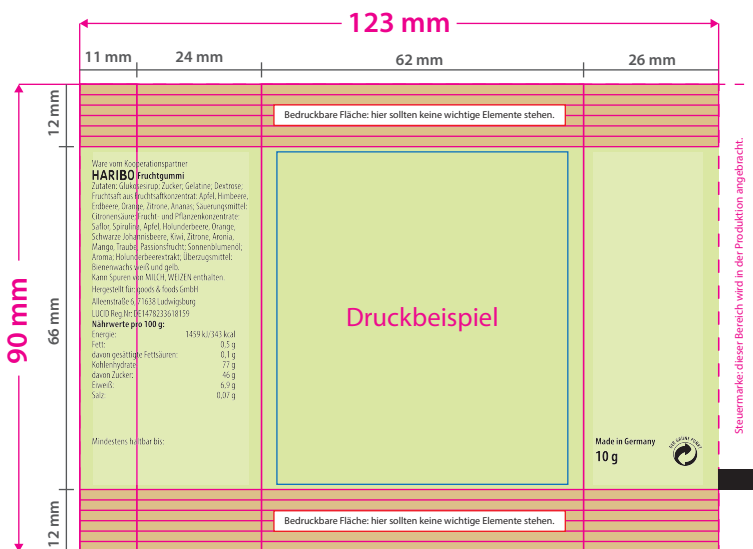 123 mm
11 mm
24 mm
62 mm
26 mm
12 mm
Bedruckbare Fläche: hier sollten keine wichtige Elemente stehen.
90 mm
66 mm
Ware vom Kooperationspartner
HARIBO Fruchtgummi
Zutaten: Glukosesirup; Zucker; Gelatine; Dextrose;
Fruchtsaft aus Fruchtsaftkonzentrat: Apfel, Himbeere,
Erdbeere, Orange, Zitrone, Ananas; Säuerungsmittel:
Citronensäure; Frucht- und Pflanzenkonzentrate:
Saflor, Spirulina, Apfel, Holunderbeere, Orange,
Schwarze Johannisbeere, Kiwi, Zitrone, Aronia,
Mango, Traube, Passionsfrucht; Sonnenblumenöl;
Aroma; Holunderbeerextrakt; Überzugsmittel:
Bienenwachs weiß und gelb.
Kann Spuren von MILCH, WEIZEN enthalten.
Hergestellt für: goods & foods GmbH
Alleenstraße 6, 71638 Ludwigsburg
LUCID Reg.Nr: DE1478233618159
Nährwerte pro 100 g:
Energie: 1459 kJ/343 kcal
Fett: 0,5 g
davon gesättigte Fettsäuren: 0,1 g
Kohlenhydrate: 77 g
davon Zucker: 46 g
Eiweiß: 6,9 g
Salz: 0,07 g
Mindestens haltbar bis:
Druckbeispiel
Made in Germany
10 g
DER GRÜNE PUNKT
Steuermarke: dieser Bereich wird in der Produktion angebracht.
12 mm
Bedruckbare Fläche: hier sollten keine wichtige Elemente stehen.